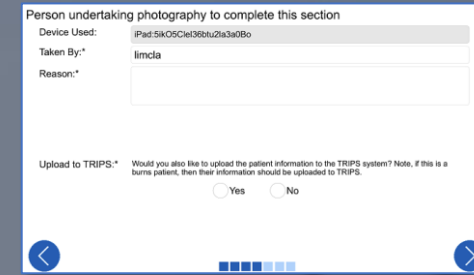 Person undertaking photography to complete this section
Device Used: iPad:5ikO5Clel36btu2la3a0Bo
Taken By:* limcla
Reason:*
Upload to TRIPS:* Would you also like to upload the patient information to the TRIPS system? Note, if this is a
burns patient, then their information should be uploaded to TRIPS.
Yes No